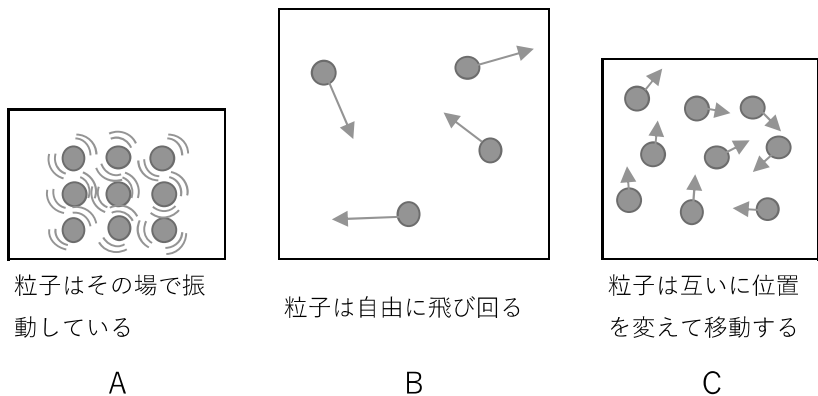 粒子はその場で振
動している
A
粒子は自由に飛び回る
B
粒子は互いに位置
を変えて移動する
C